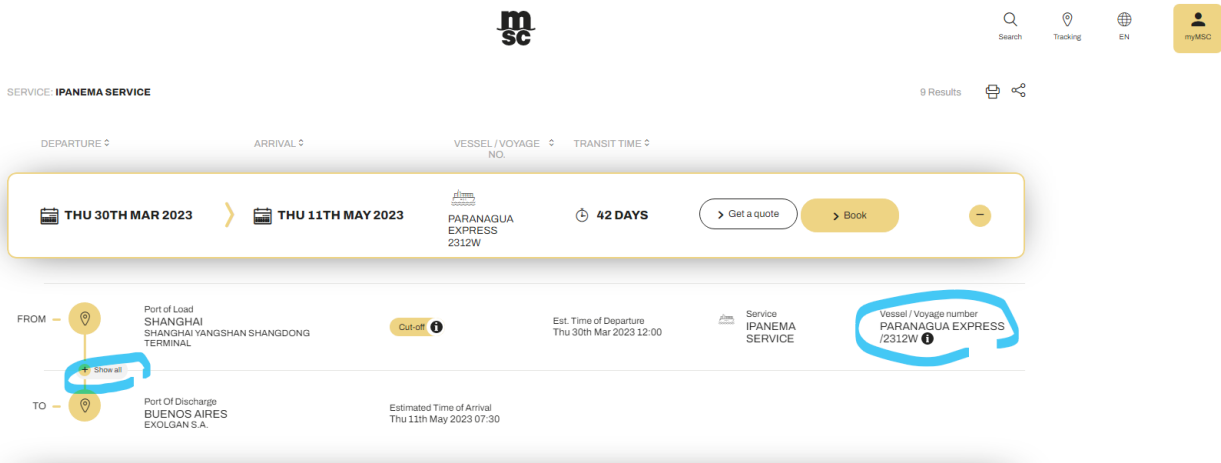 msc
Search
Tracking
EN
myMSC
SERVICE: IPANEMA SERVICE
9 Results
DEPARTURE
ARRIVAL
VESSEL / VOYAGE
NO.
TRANSIT TIME
THU 30TH MAR 2023
THU 11TH MAY 2023
PARANAGUA
EXPRESS
2312W
42 DAYS
Get a quote
Book
FROM
Port of Load
SHANGHAI
SHANGHAI YANGSHAN SHANGDONG
TERMINAL
Cut-off
Est. Time of Departure
Thu 30th Mar 2023 12:00
Service
IPANEMA
SERVICE
Vessel / Voyage number
PARANAGUA EXPRESS
/2312W
Show all
TO
Port Of Discharge
BUENOS AIRES
EXOLGAN S.A.
Estimated Time of Arrival
Thu 11th May 2023 07:30